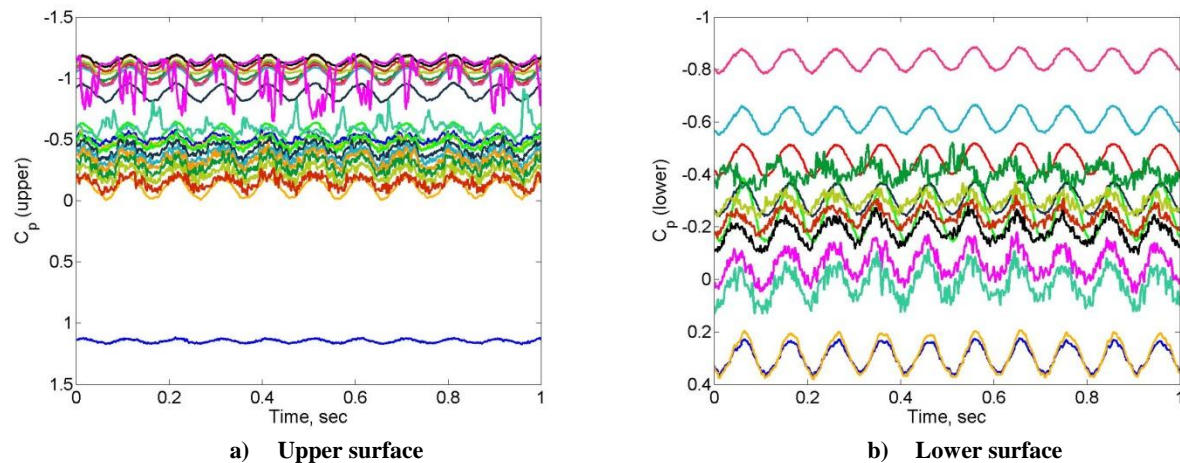 -1.5
-1
-0.5
0
0.5
1
1.5
C_p (upper)
0 0.2 0.4 0.6 0.8 1
Time, sec
a) Upper surface
-1
-0.8
-0.6
-0.4
-0.2
0
0.2
0.4
C_p (lower)
0 0.2 0.4 0.6 0.8 1
Time, sec
b) Lower surface